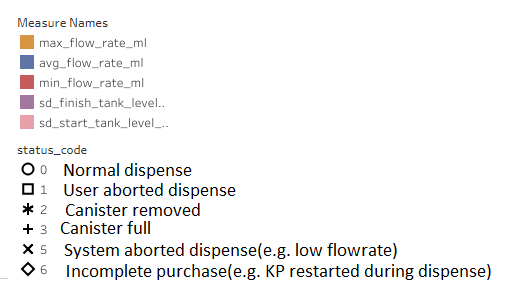 Measure Names
max_flow_rate_ml
avg_flow_rate_ml
min_flow_rate_ml
sd_finish_tank_level..
sd_start_tank_level_..
status_code
0 Normal dispense
1 User aborted dispense
2 Canister removed
3 Canister full
5 System aborted dispense(e.g. low flowrate)
6 Incomplete purchase(e.g. KP restarted during dispense)